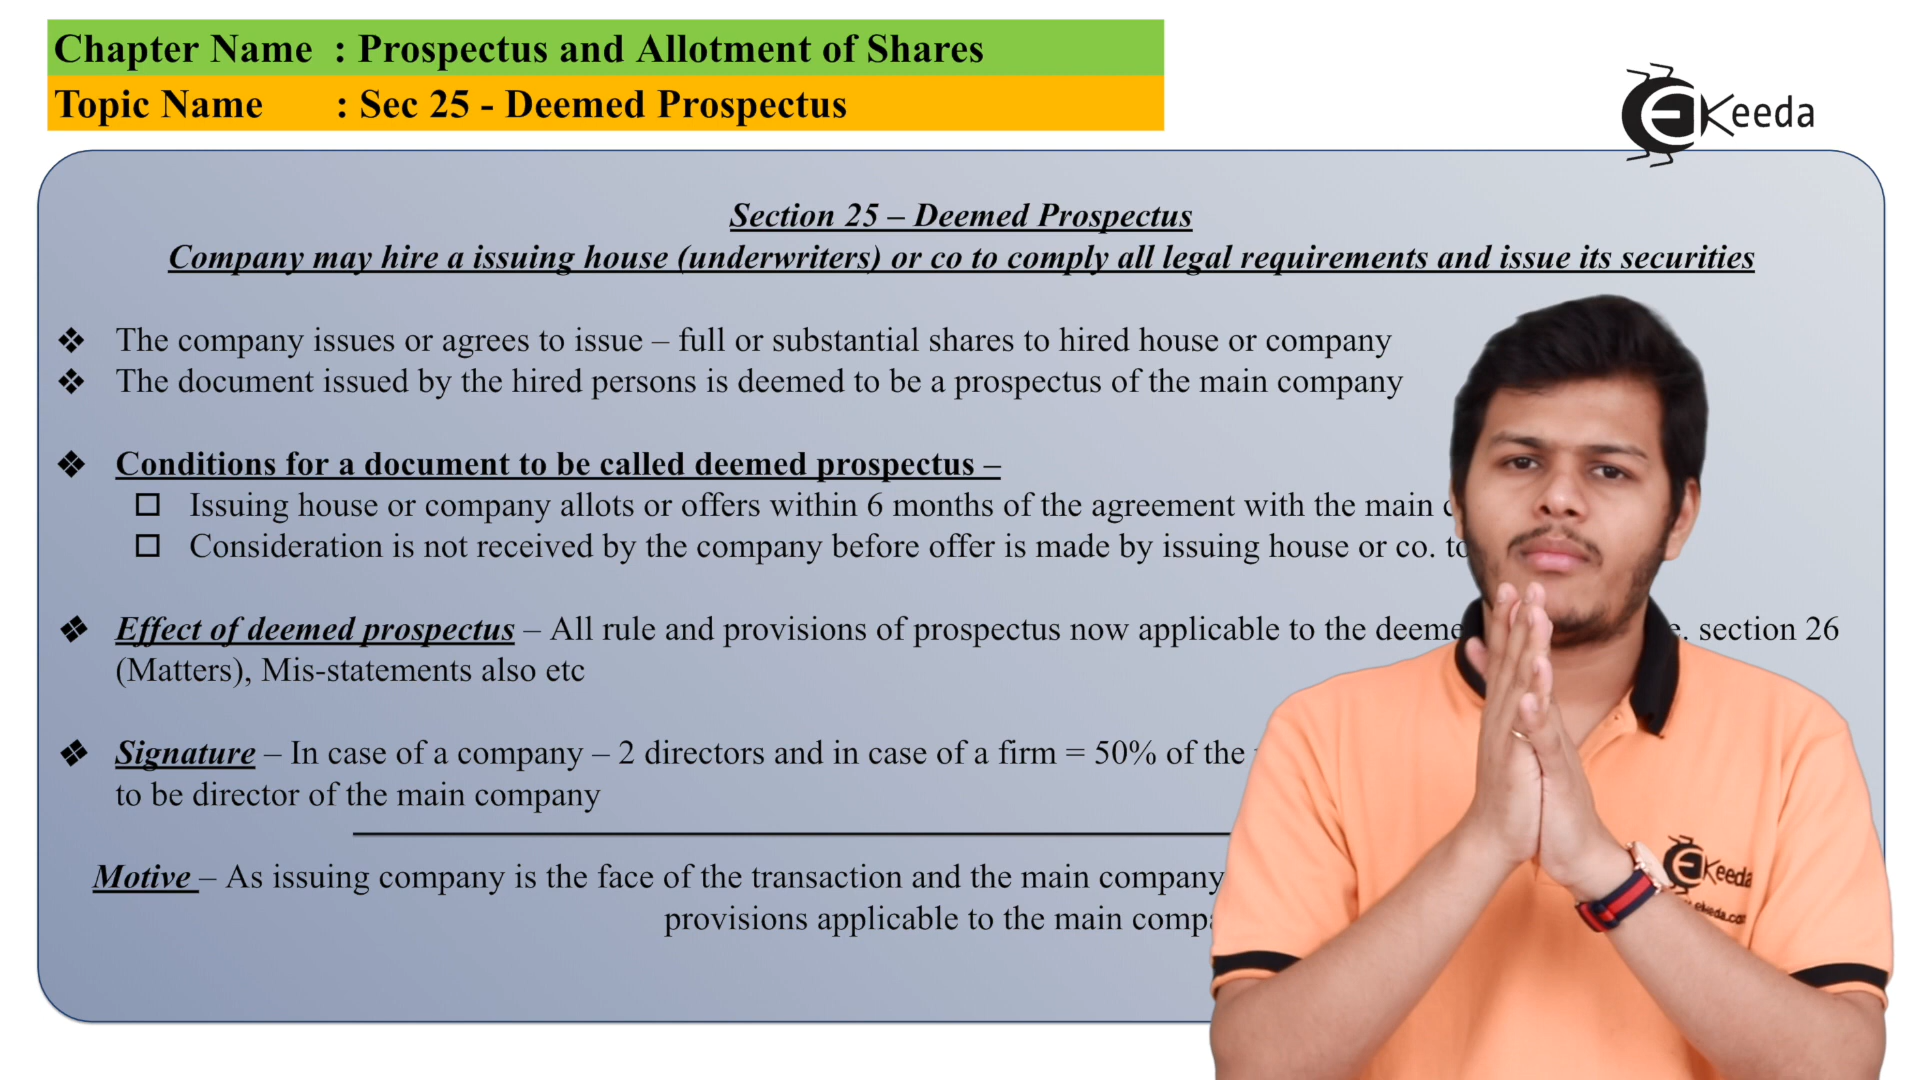 Chapter Name : Prospectus and Allotment of Shares
Topic Name : Sec 25 - Deemed Prospectus
Keeda
Section 25 – Deemed Prospectus
Company may hire a issuing house (underwriters) or co to comply all legal requirements and issue its securities
❖ The company issues or agrees to issue – full or substantial shares to hired house or company
❖ The document issued by the hired persons is deemed to be a prospectus of the main company
❖ Conditions for a document to be called deemed prospectus –
☐ Issuing house or company allots or offers within 6 months of the agreement with the main
☐ Consideration is not received by the company before offer is made by issuing house or co. to
❖ Effect of deemed prospectus – All rule and provisions of prospectus now applicable to the deeme e. section 26
(Matters), Mis-statements also etc
❖ Signature – In case of a company – 2 directors and in case of a firm = 50% of the
to be director of the main company
Motive – As issuing company is the face of the transaction and the main company
provisions applicable to the main comp
Keeda